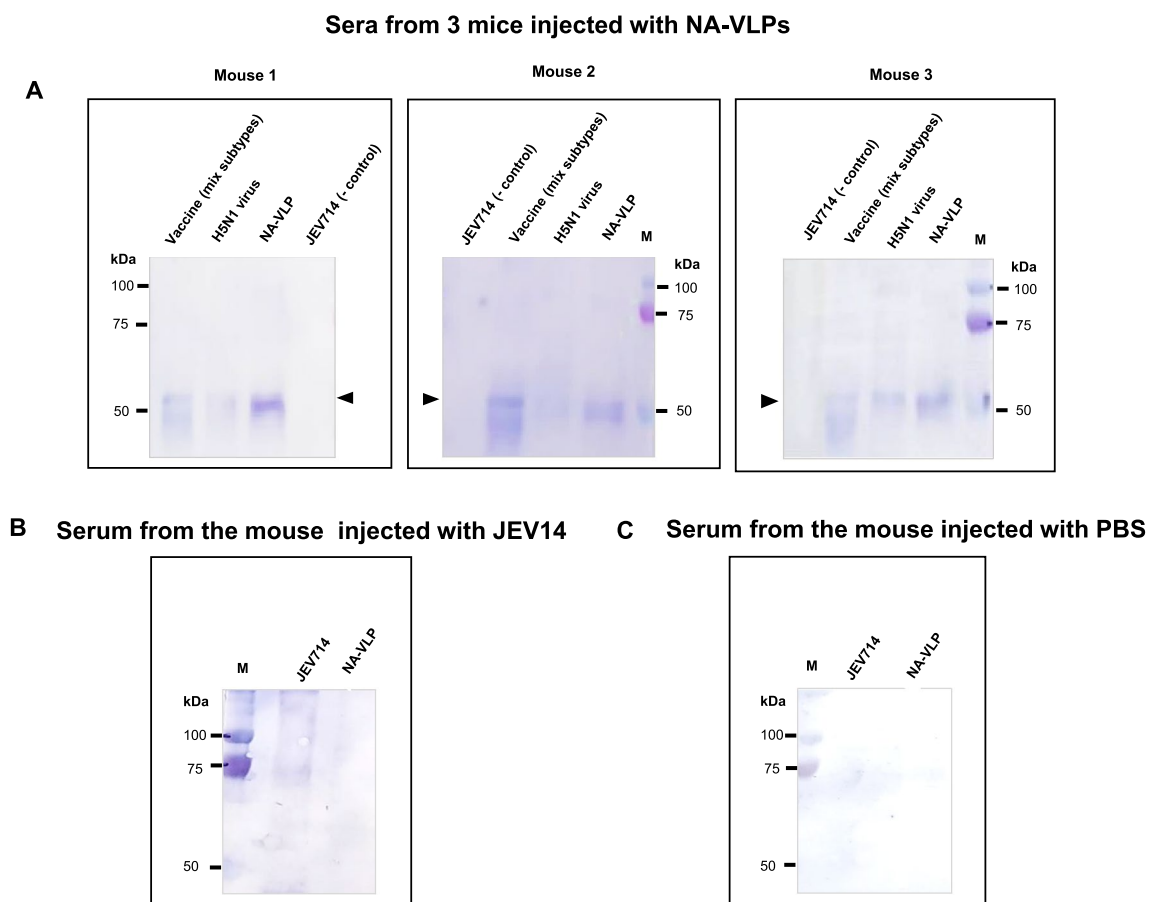 Sera from 3 mice injected with NA-VLPs
A
Mouse 1
Mouse 2
Mouse 3
Vaccine (mix subtypes)
H5N1 virus
NA-VLP
JEV714 (- control)
kDa
100
75
50
JEV714 (- control)
Vaccine (mix subtypes)
H5N1 virus
NA-VLP
M
kDa
100
75
50
JEV714 (- control)
Vaccine (mix subtypes)
H5N1 virus
NA-VLP
M
kDa
100
75
50
B
Serum from the mouse injected with JEV14
M
JEV714
NA-VLP
kDa
100
75
50
C
Serum from the mouse injected with PBS
M
JEV714
NA-VLP
kDa
100
75
50